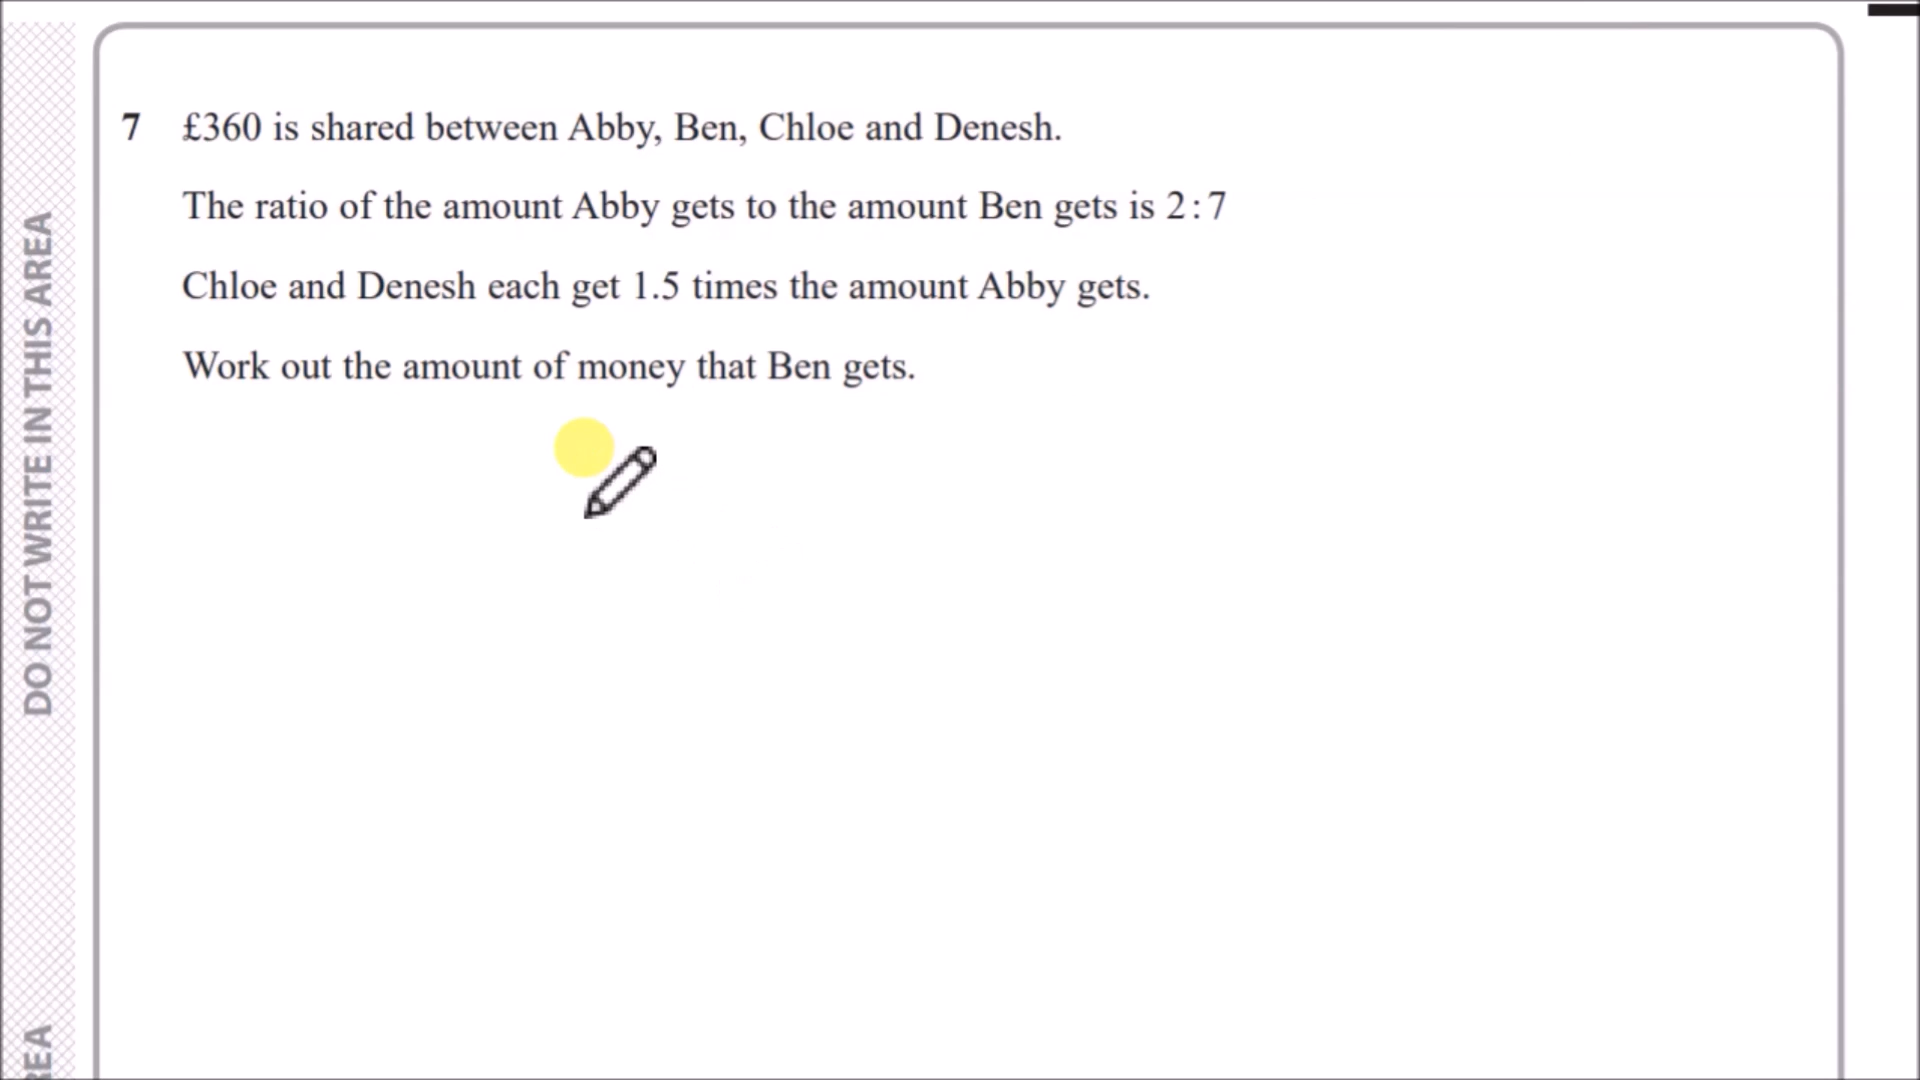 7 £360 is shared between Abby, Ben, Chloe and Denesh.
The ratio of the amount Abby gets to the amount Ben gets is 2:7
Chloe and Denesh each get 1.5 times the amount Abby gets.
Work out the amount of money that Ben gets.
DO NOT WRITE IN THIS AREA
REA